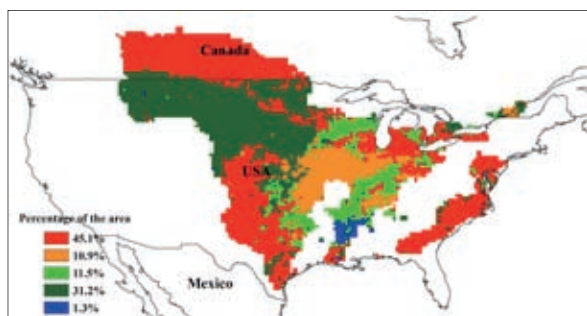 Canada
USA
Percentage of the area
45.1%
10.9%
11.5%
31.2%
1.3%
Mexico